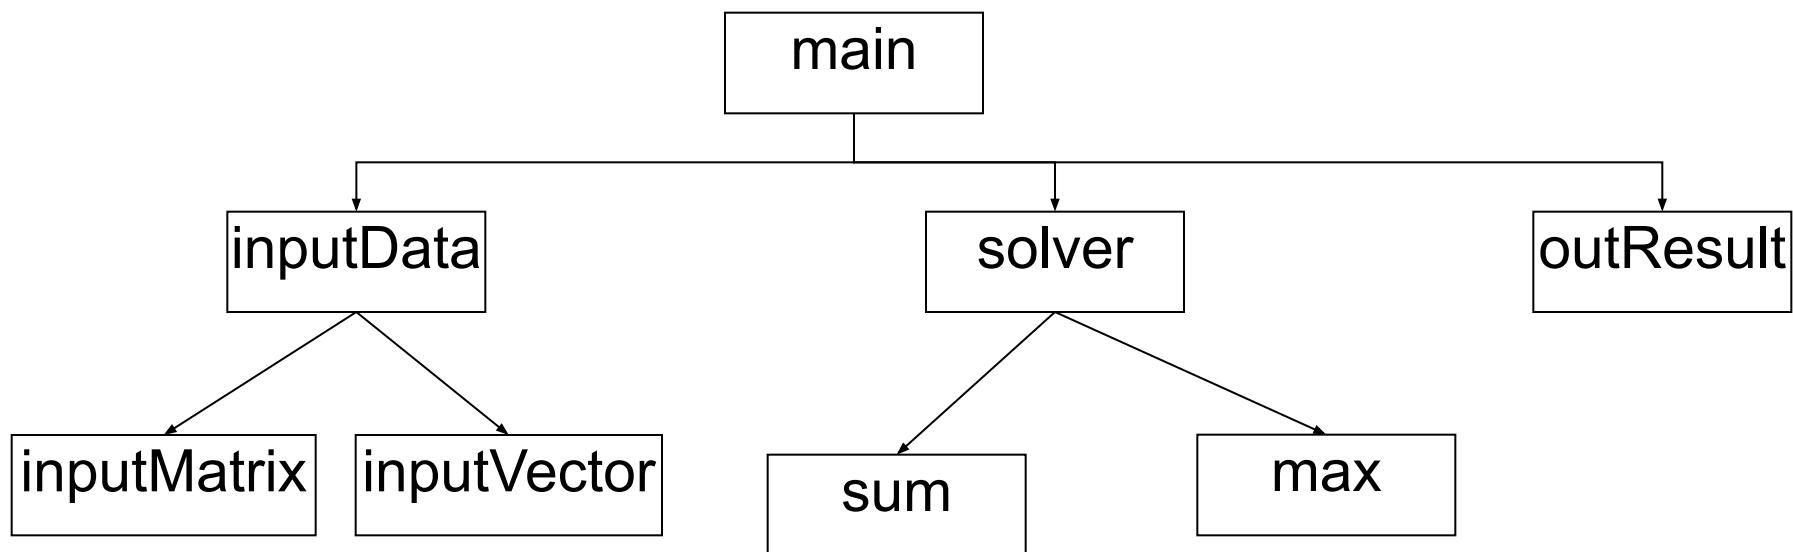 main
inputData
solver
outResult
inputMatrix
inputVector
sum
max